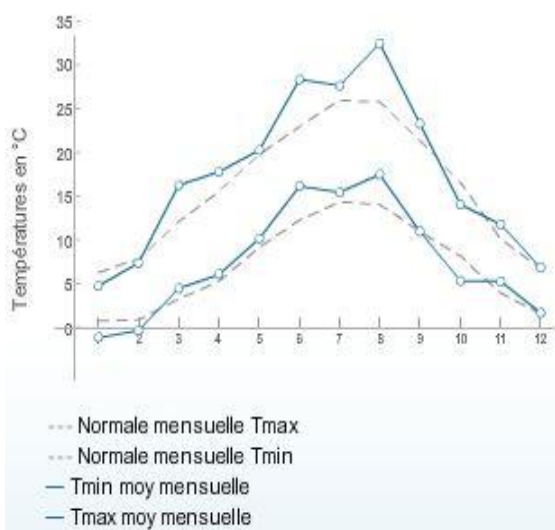 35
30
25
20
15
10
5
0
Températures en °C
2 3 4 5 6 7 8 9 10 11 12
Normale mensuelle Tmax
Normale mensuelle Tmin
Tmin moy mensuelle
Tmax moy mensuelle